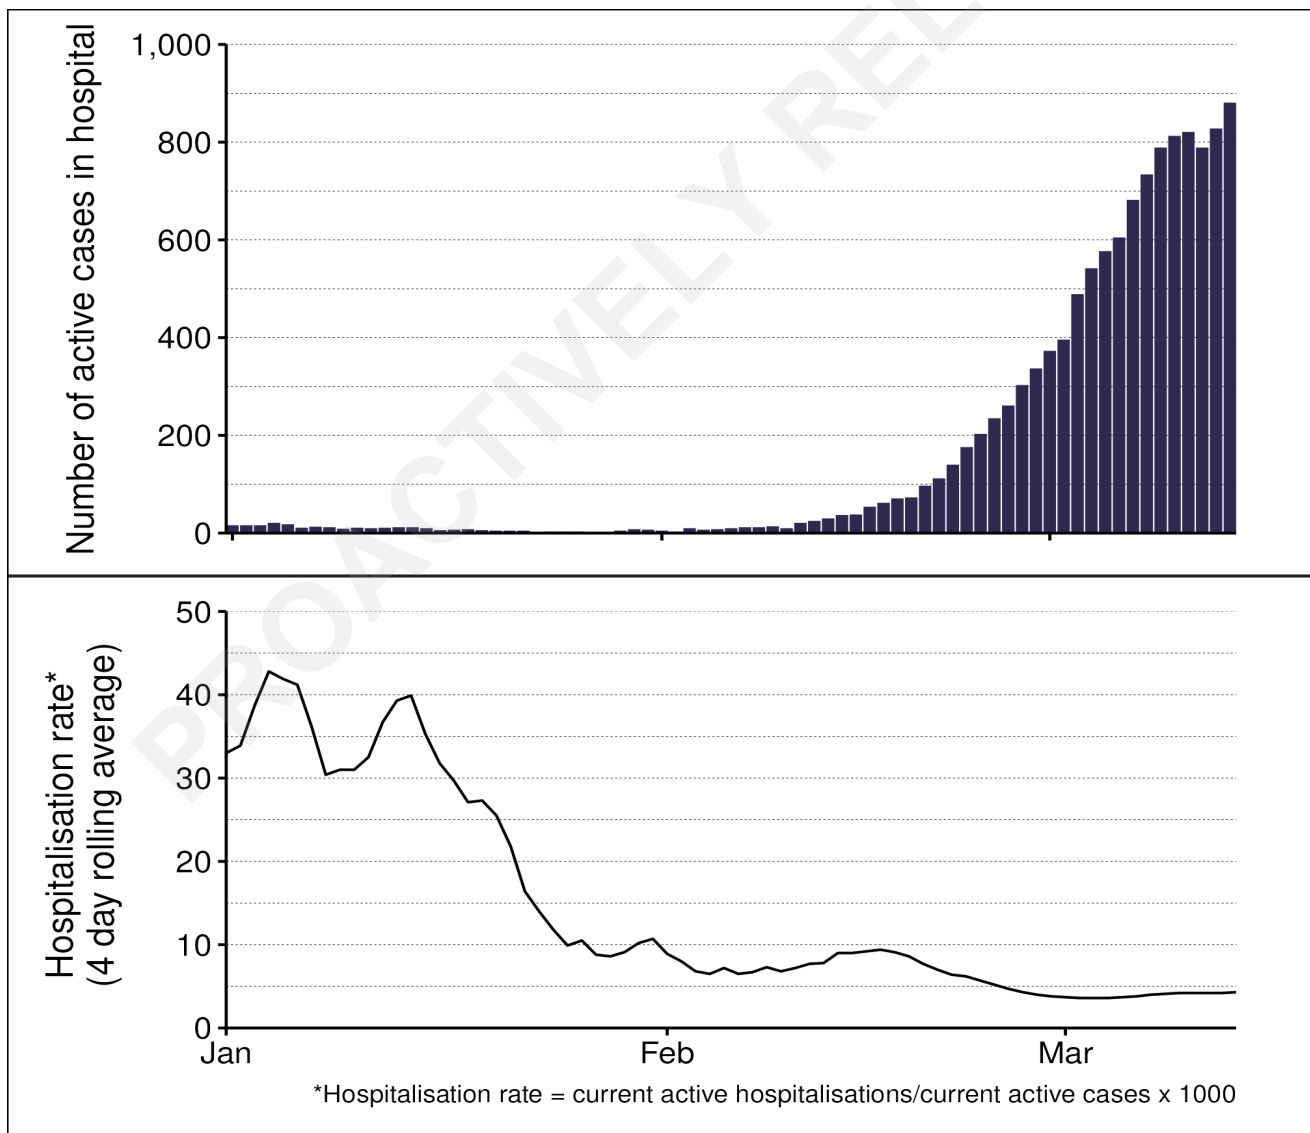 Number of active cases in hospital
1,000
800
600
400
200
0
PROACTIVELY REL
Hospitalisation rate*
(4 day rolling average)
50
40
30
20
10
0
Jan Feb Mar
*Hospitalisation rate = current active hospitalisations/current active cases x 1000